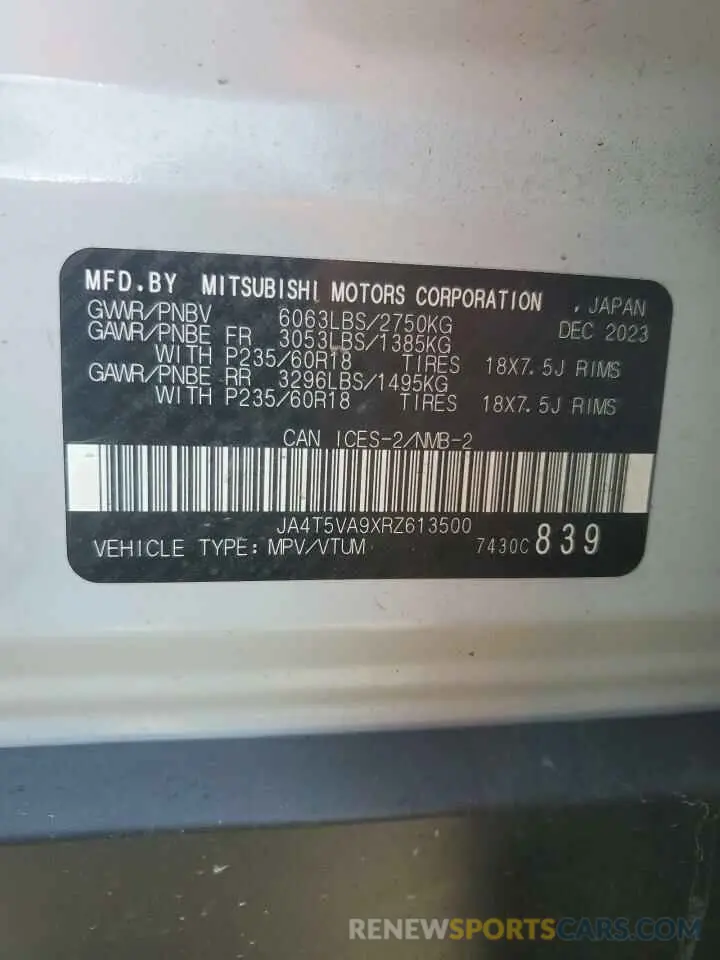 MFD.BY MITSUBISHI MOTORS CORPORATION , JAPAN
GVWR/PNBV 6063LBS/2750KG DEC 2023
GAWR/PNBE FR 3053LBS/1385KG
WITH P235/60R18 TIRES 18X7.5J RIMS
GAWR/PNBE RR 3296LBS/1495KG
WITH P235/60R18 TIRES 18X7.5J RIMS
CAN ICES-2/NMB-2
JA4T5VA9XRZ613500
VEHICLE TYPE: MPV/VTUM 7430C 839
RENEWSPORTSCARS.COM